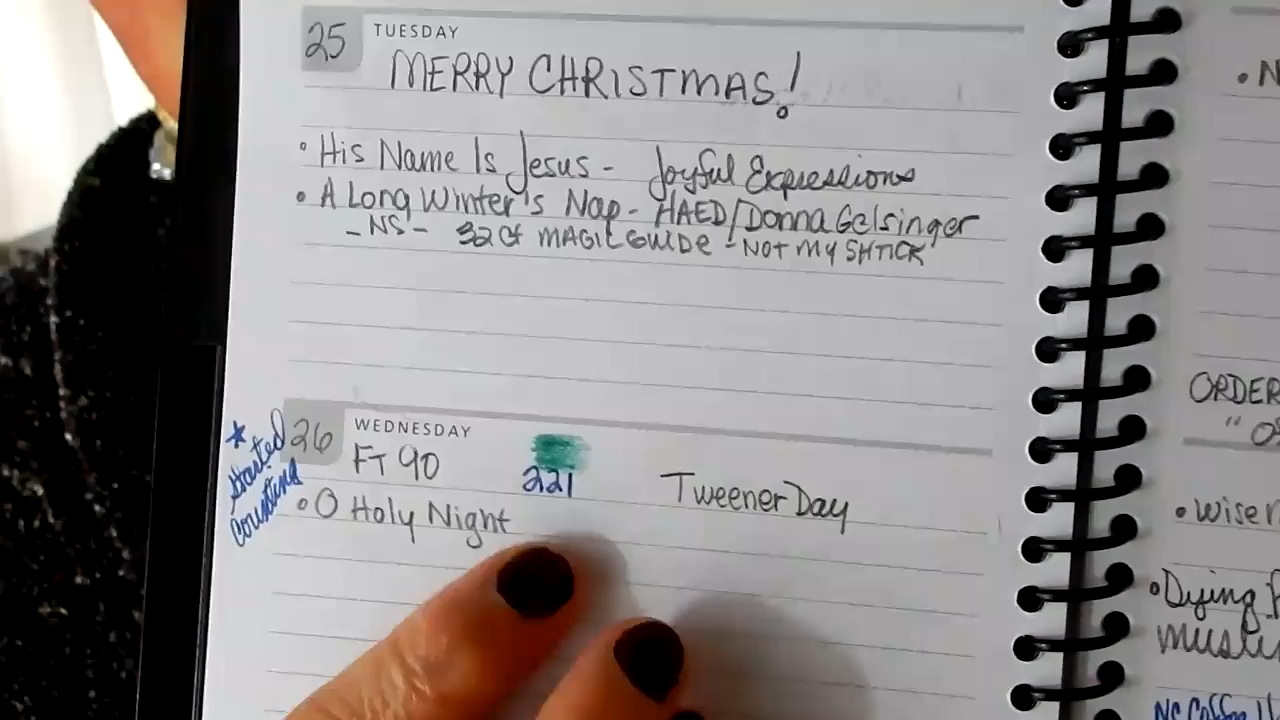 25 TUESDAY
MERRY CHRISTMAS!
• His Name Is Jesus - Joyful Expressions
• A Long Winter's Nap - HAED/Donna Gelsinger
- NS - 32 ct MAGIC GUIDE - NOT MY SHTICK
26 WEDNESDAY
* Started Counting
FT 90 221 Tweener Day
• O Holy Night
• N
ORDER
"
• Wiser
• Dying
NC Coffee